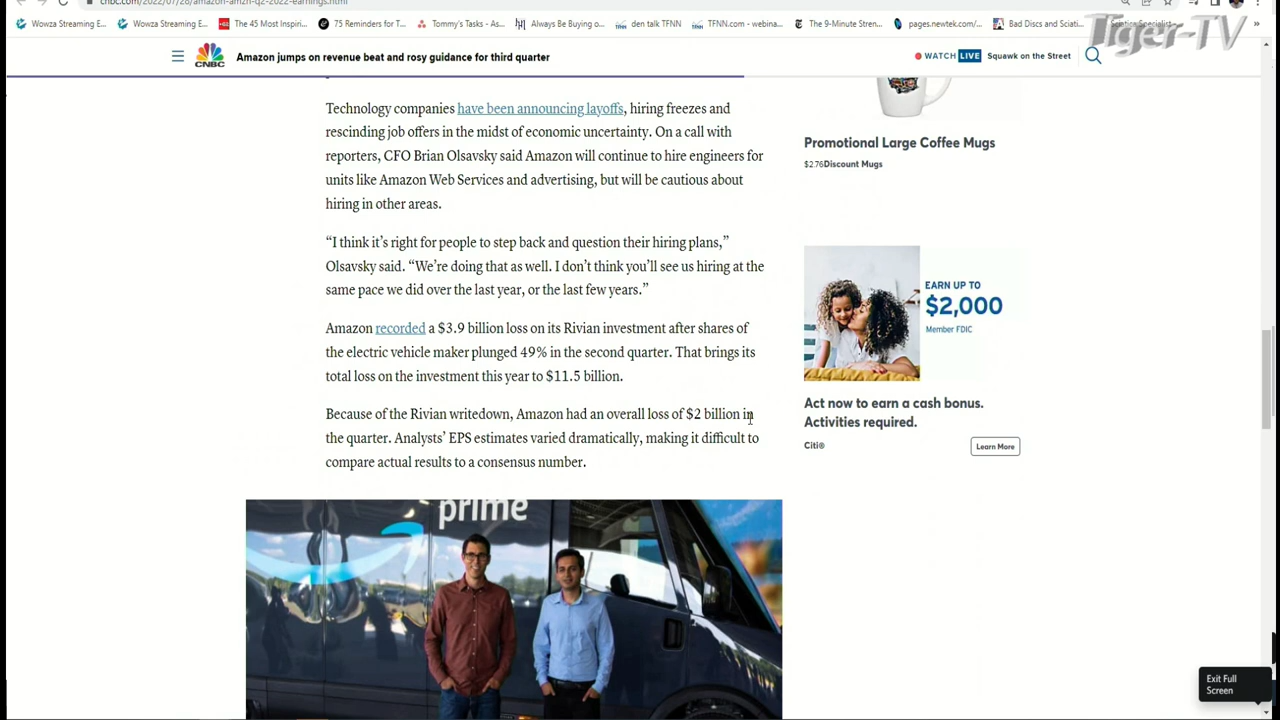 cnbc.com/2022/07/28/amazon-amzn-q2-2022-earnings.html
Wowza Streaming E...
Wowza Streaming E...
The 45 Most Inspiri...
75 Reminders for T...
Tommy's Tasks - As...
Always Be Buying o...
den talk TFNN
TFNN.com - webina...
The 9-Minute Stren...
pages.newtek.com/...
Bad Discs and Sciati...
Sciatica Specialist
»
Tiger-TV
CNBC
Amazon jumps on revenue beat and rosy guidance for third quarter
WATCH LIVE
Squawk on the Street
Technology companies have been announcing layoffs, hiring freezes and
rescinding job offers in the midst of economic uncertainty. On a call with
reporters, CFO Brian Olsavsky said Amazon will continue to hire engineers for
units like Amazon Web Services and advertising, but will be cautious about
hiring in other areas.
“I think it’s right for people to step back and question their hiring plans,”
Olsavsky said. “We’re doing that as well. I don’t think you’ll see us hiring at the
same pace we did over the last year, or the last few years.”
Amazon recorded a $3.9 billion loss on its Rivian investment after shares of
the electric vehicle maker plunged 49% in the second quarter. That brings its
total loss on the investment this year to $11.5 billion.
Because of the Rivian writedown, Amazon had an overall loss of $2 billion in
the quarter. Analysts’ EPS estimates varied dramatically, making it difficult to
compare actual results to a consensus number.
prime
Promotional Large Coffee Mugs
$2.76Discount Mugs
EARN UP TO
$2,000
Member FDIC
Act now to earn a cash bonus.
Activities required.
Citi®
Learn More
Exit Full
Screen